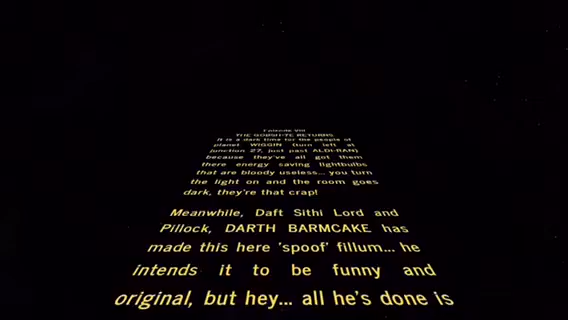 Episode VIII
THE GOBSH*TE RETURNS.
It is a dark time for the people of
planet WIGGIN (turn left at
junction 27, just past ALDI-RAN)
because they've all got them
there energy saving lightbulbs
that are bloody useless... you turn
the light on and the room goes
dark, they're that crap!
Meanwhile, Daft Sithi Lord and
Pillock, DARTH BARMCAKE has
made this here 'spoof' fillum... he
intends it to be funny and
original, but hey... all he's done is